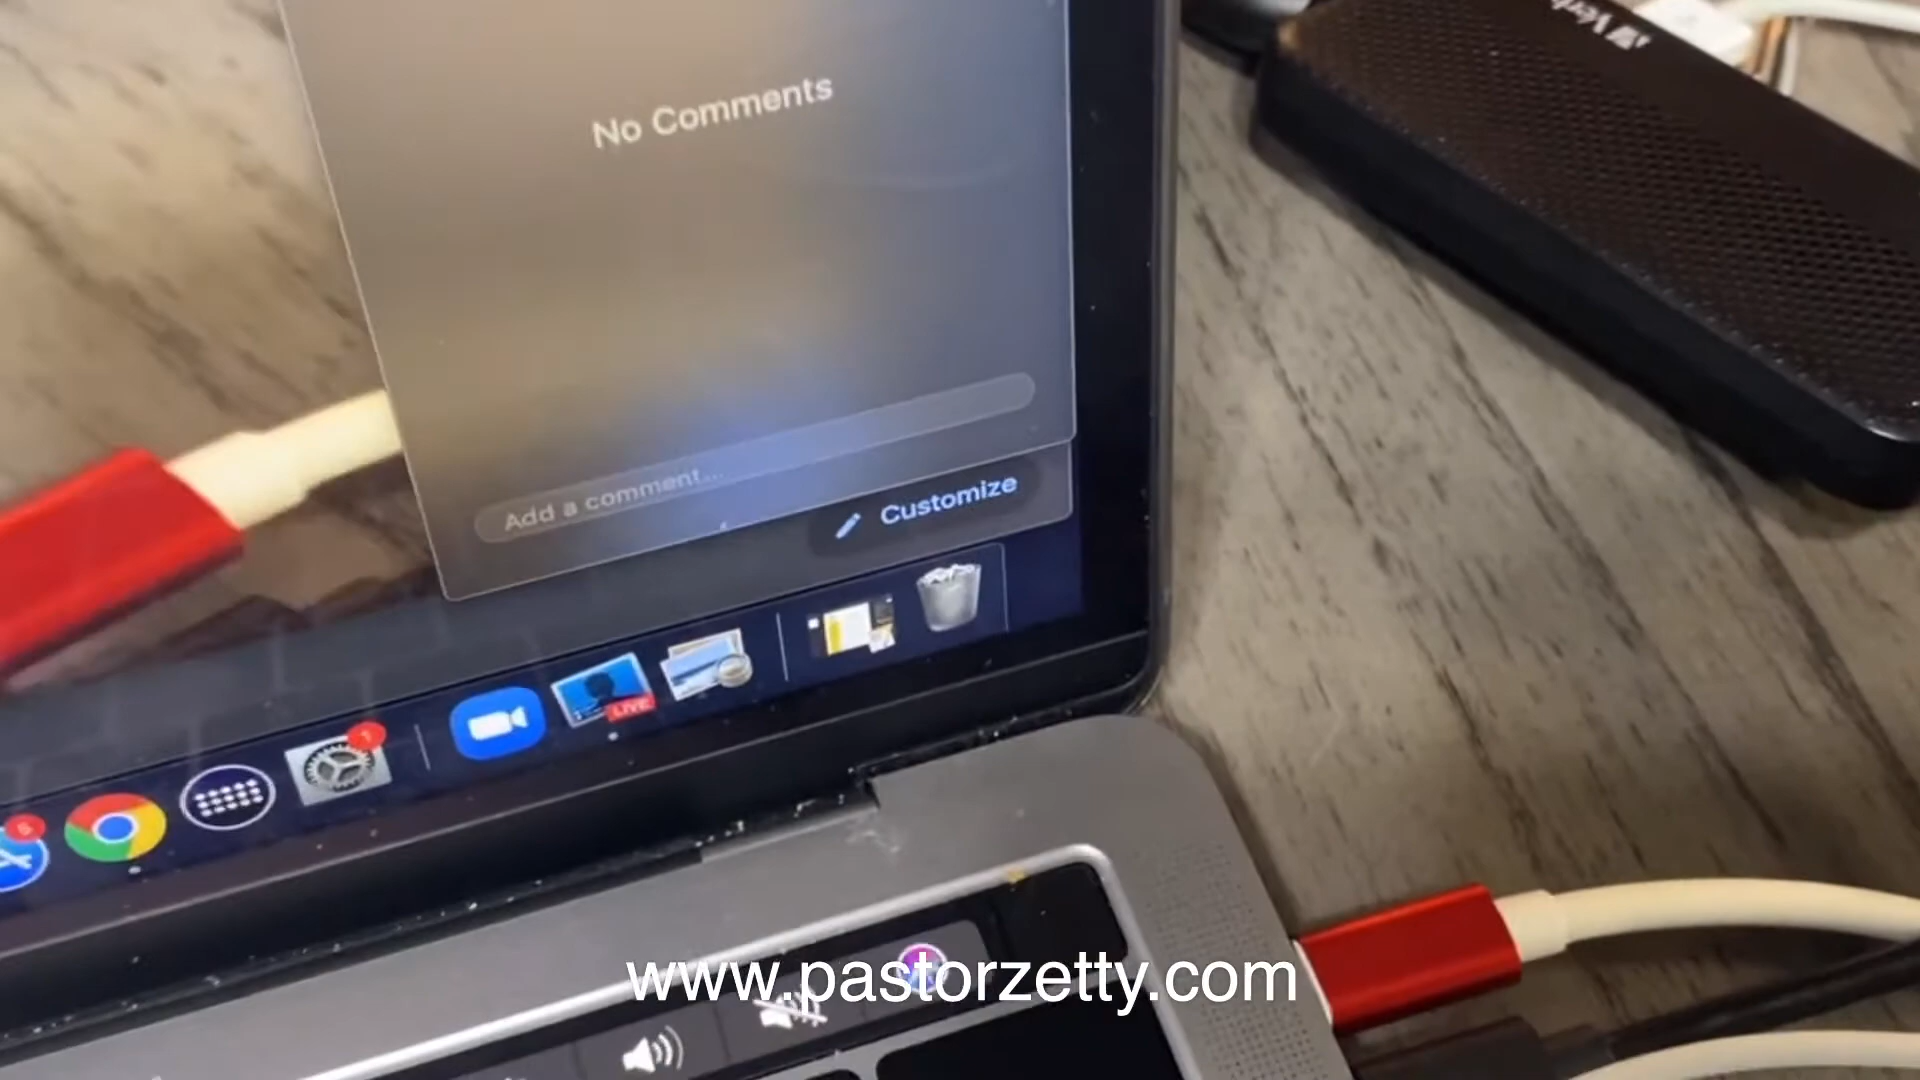 No Comments
Add a comment...
Customize
LIVE
www.pastorzetty.com